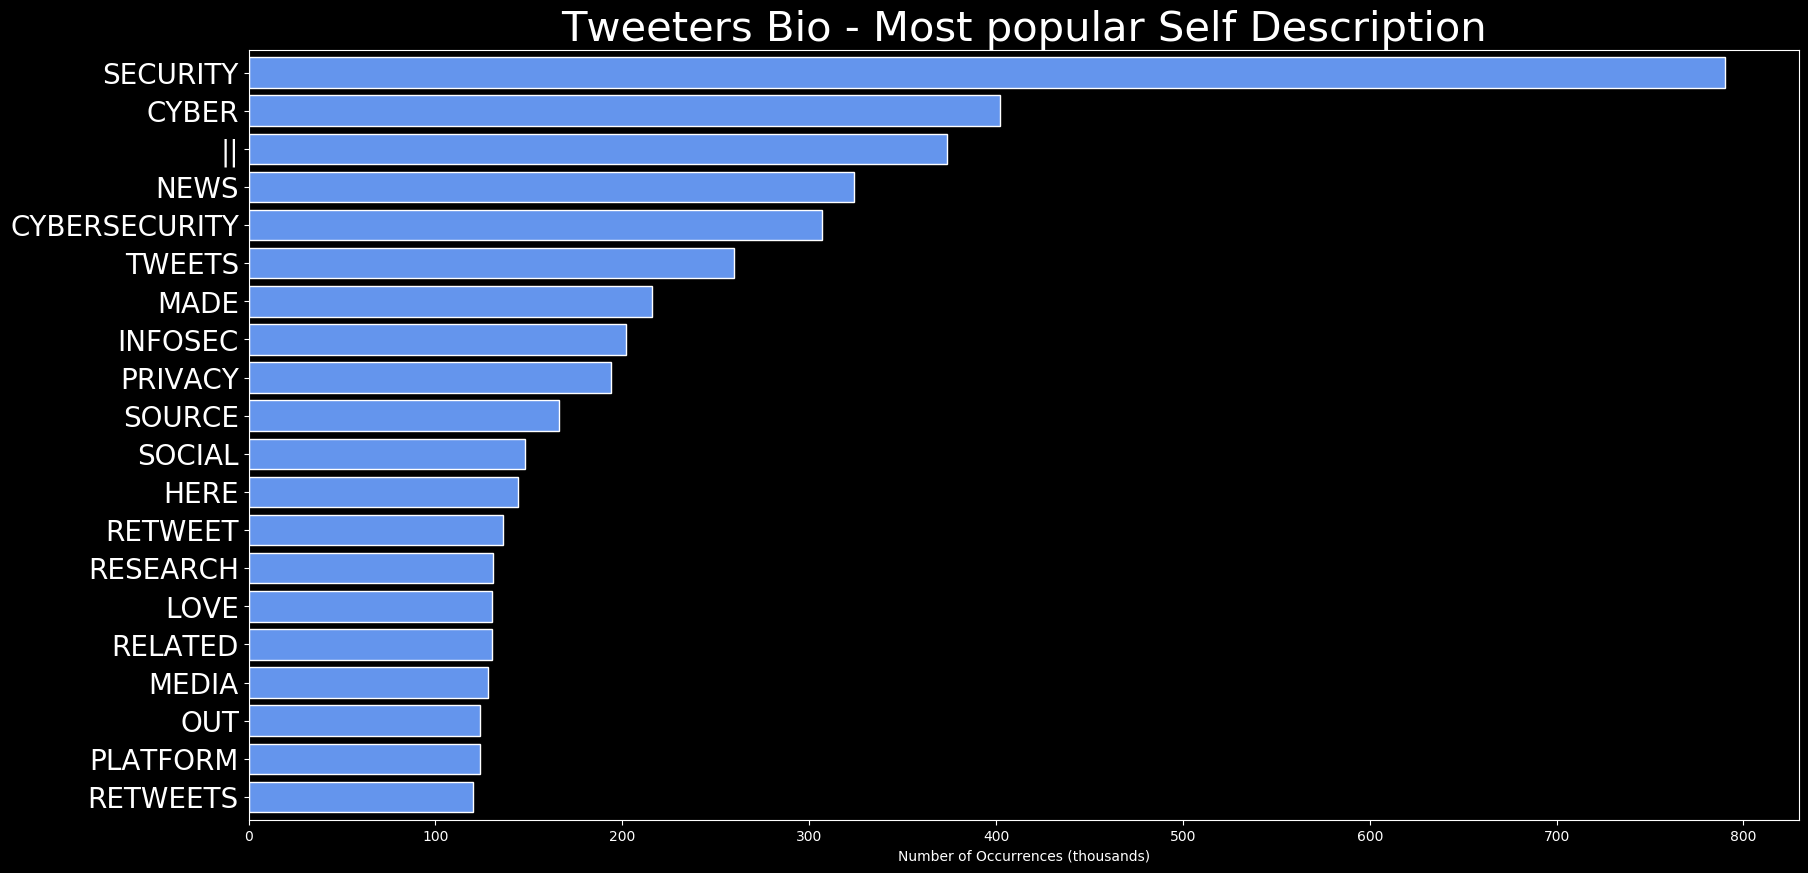 Tweeters Bio - Most popular Self Description
SECURITY
CYBER
||
NEWS
CYBERSECURITY
TWEETS
MADE
INFOSEC
PRIVACY
SOURCE
SOCIAL
HERE
RETWEET
RESEARCH
LOVE
RELATED
MEDIA
OUT
PLATFORM
RETWEETS
0 100 200 300 400 500 600 700 800
Number of Occurrences (thousands)